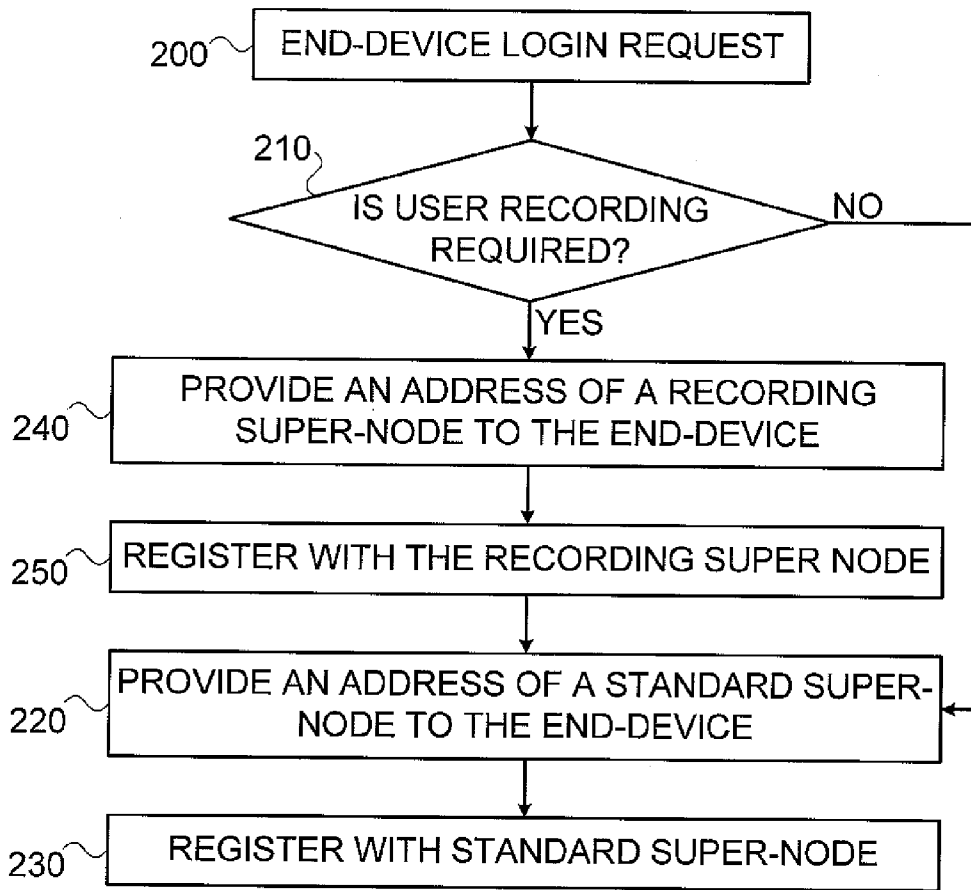 200
END-DEVICE LOGIN REQUEST
210
IS USER RECORDING
REQUIRED?
NO
YES
240
PROVIDE AN ADDRESS OF A RECORDING
SUPER-NODE TO THE END-DEVICE
250
REGISTER WITH THE RECORDING SUPER NODE
220
PROVIDE AN ADDRESS OF A STANDARD SUPER-
NODE TO THE END-DEVICE
230
REGISTER WITH STANDARD SUPER-NODE